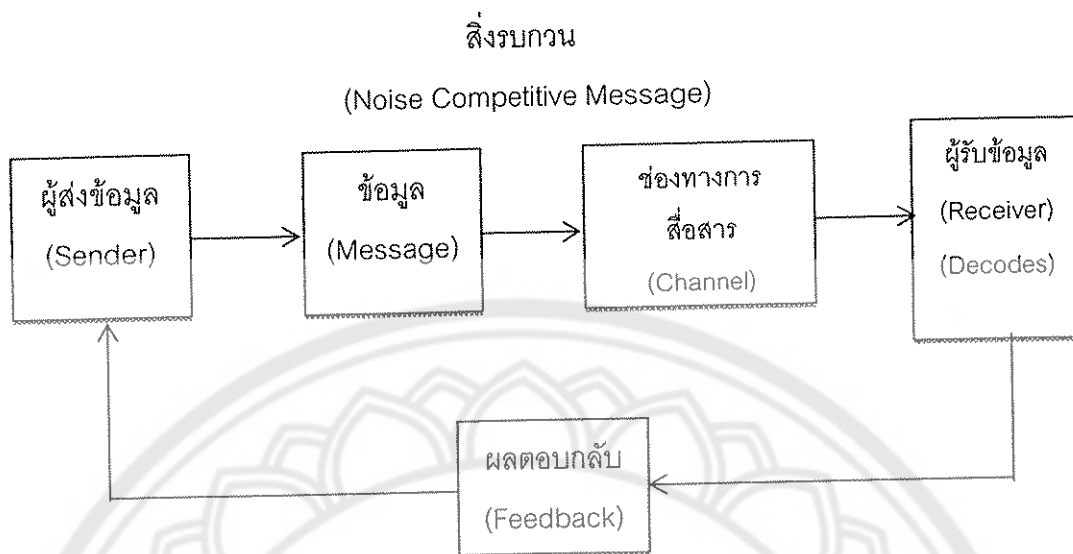 สิ่งรบกวน
(Noise Competitive Message)
ผู้ส่งข้อมูล
(Sender)
ข้อมูล
(Message)
ช่องทางการ
สื่อสาร
(Channel)
ผู้รับข้อมูล
(Receiver)
(Decodes)
ผลตอบกลับ
(Feedback)